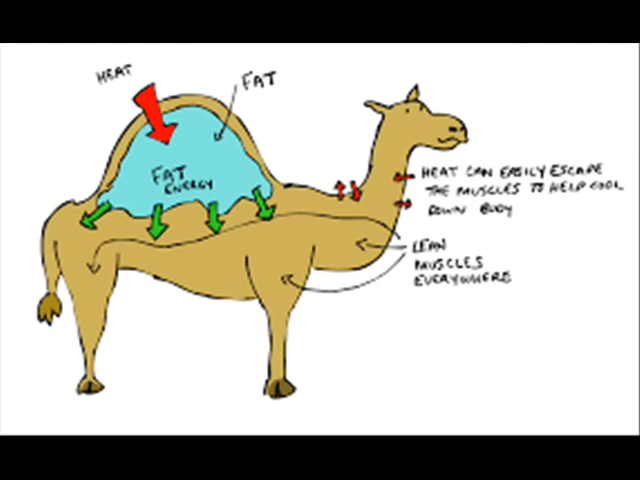 HEAT
FAT
FAT
ENERGY
HEAT CAN EASILY ESCAPE
THE MUSCLES TO HELP COOL
DOWN BODY
LEAN
MUSCLES
EVERYWHERE